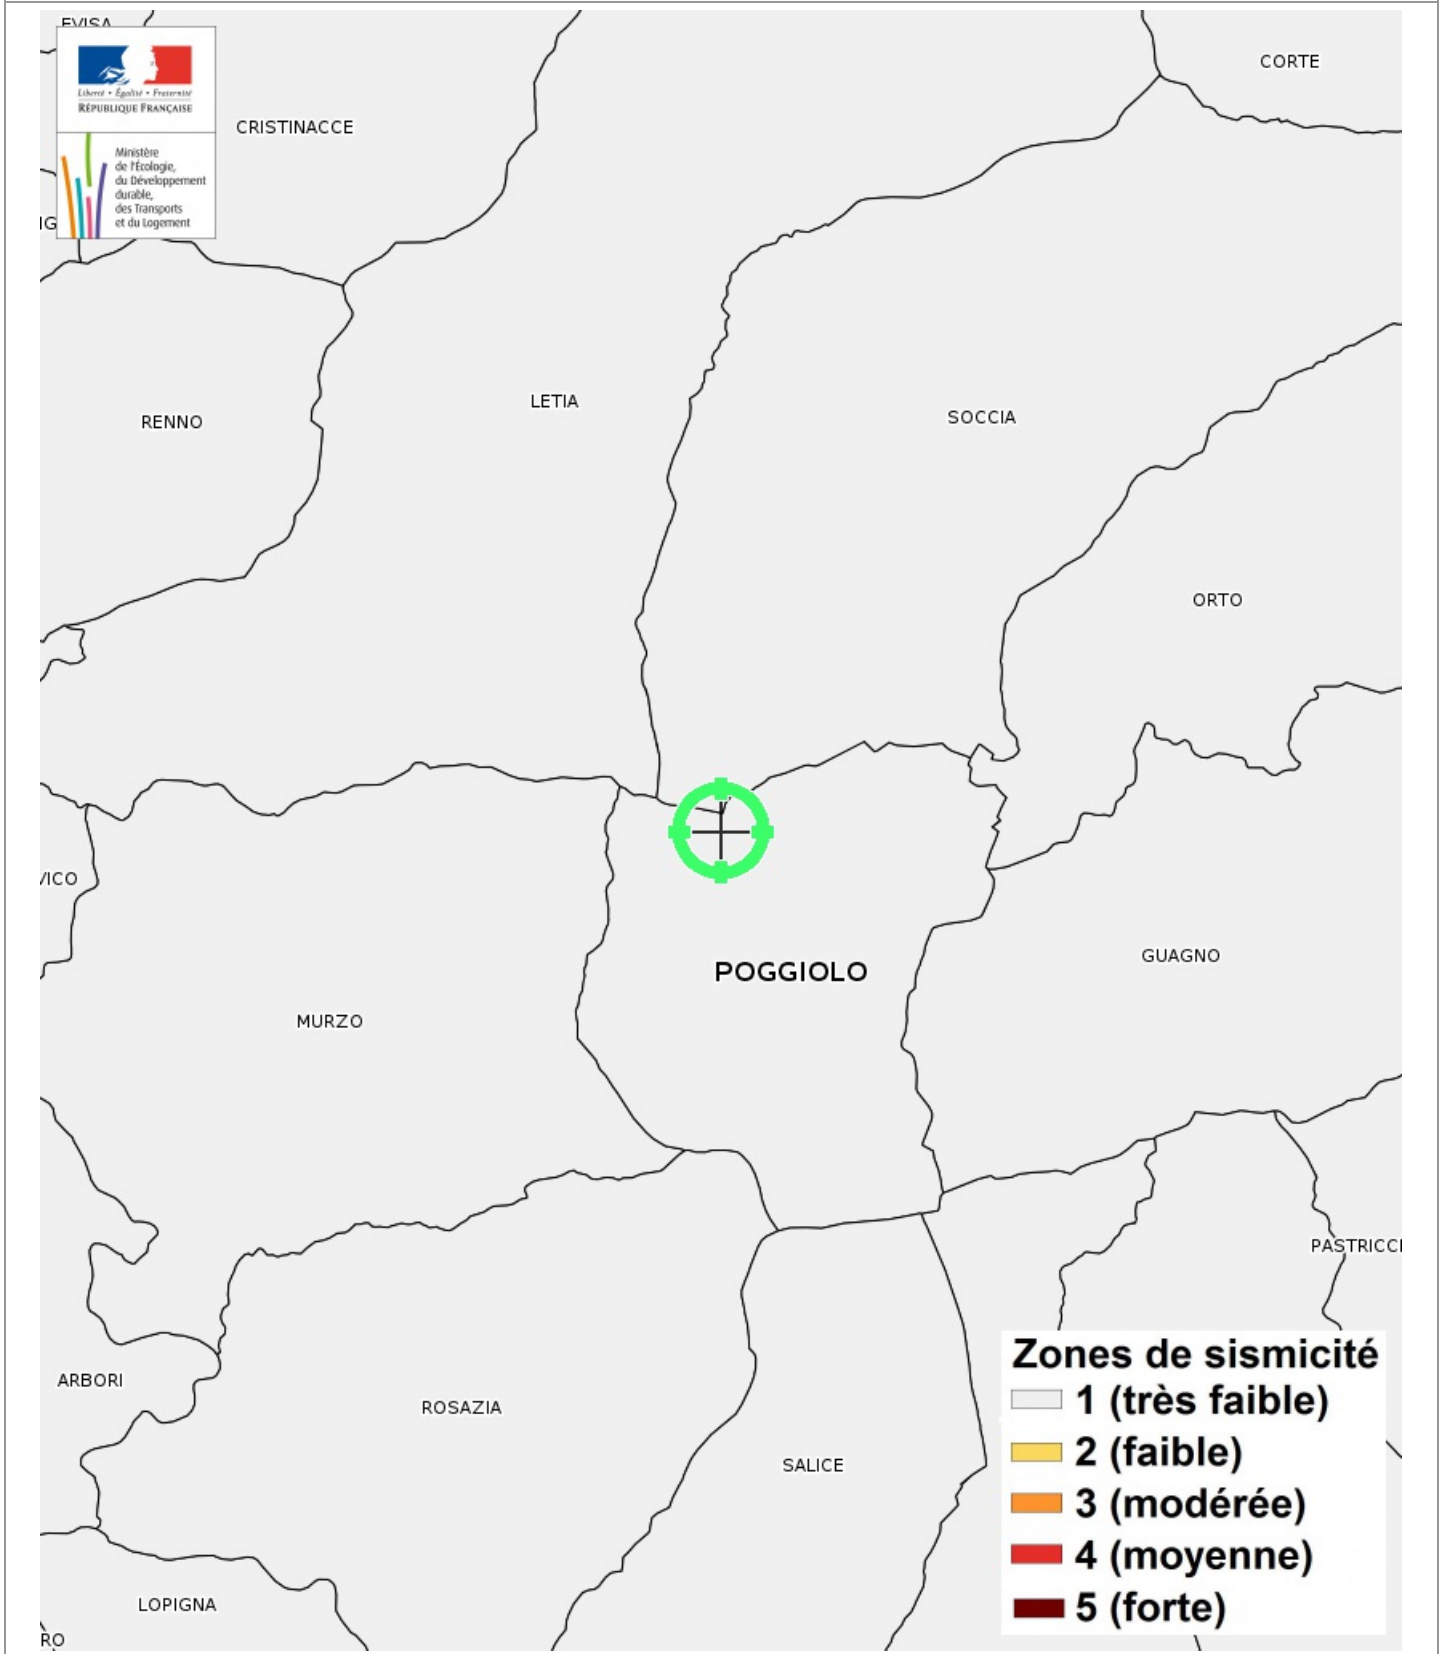 EVISA
CORTE
Liberté • Égalité • Fraternité
RÉPUBLIQUE FRANÇAISE
CRISTINACCE
Ministère
de l'Écologie,
du Développement
durable,
des Transports
et du Logement
IG
LETIA
SOCCIA
RENNO
ORTO
VICO
GUAGNO
POGGIOLO
MURZO
PASTRICCI
ARBORI
ROSAZIA
SALICE
LOPIGNA
RO
Zones de sismicité
1 (très faible)
2 (faible)
3 (modérée)
4 (moyenne)
5 (forte)